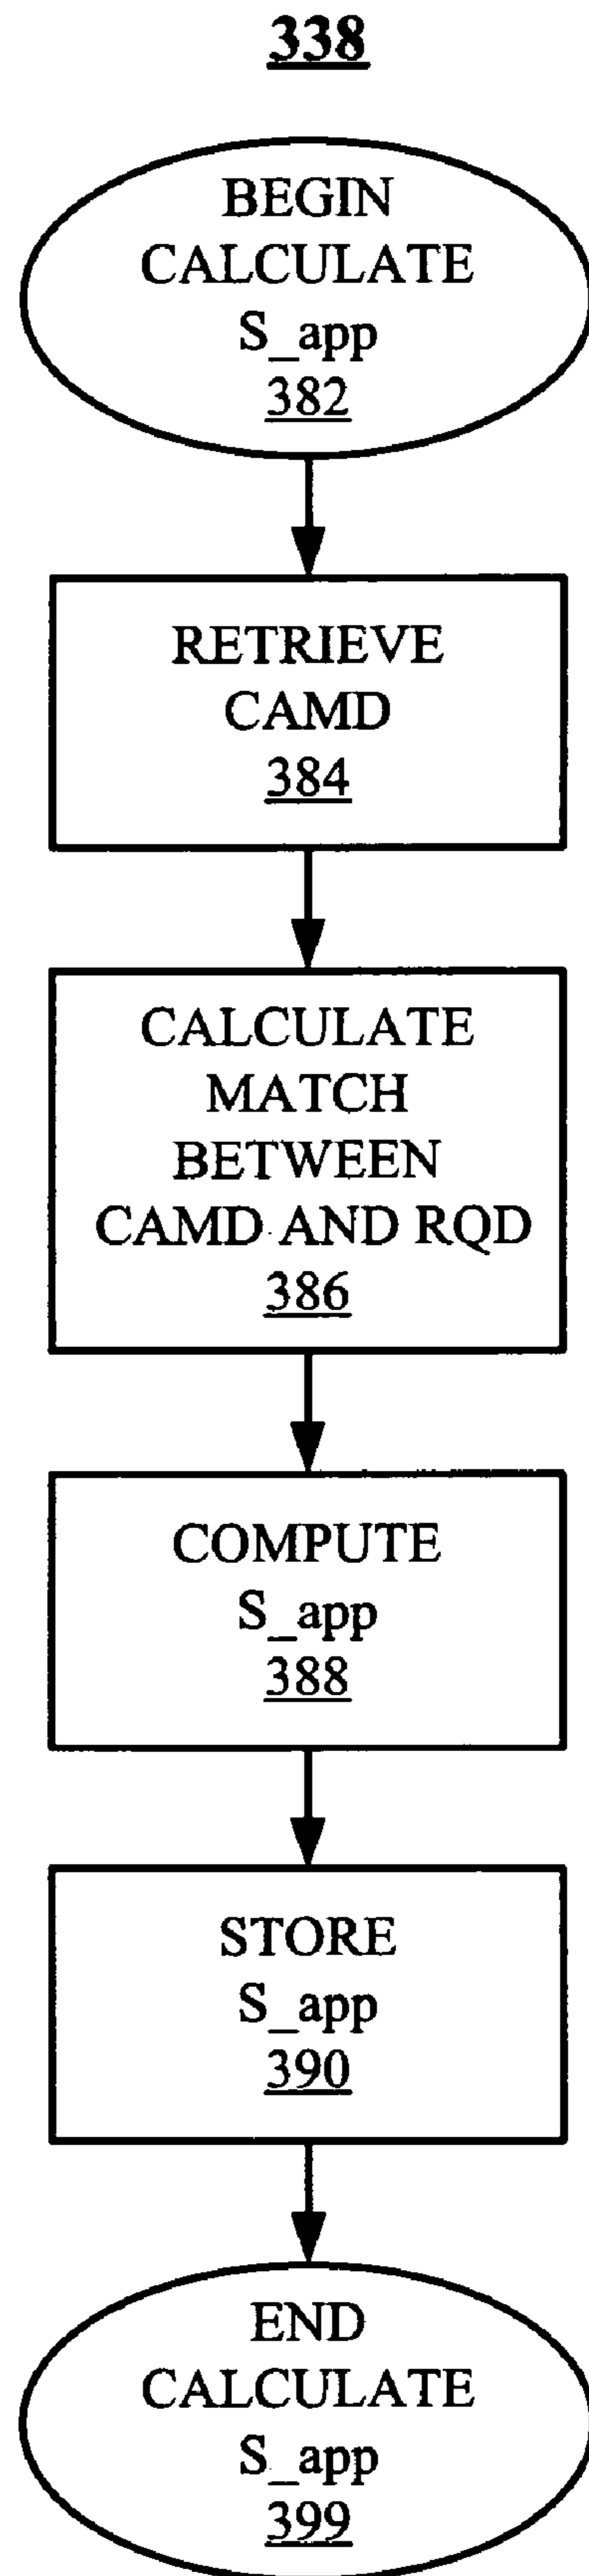 338
BEGIN
CALCULATE
S_app
382
RETRIEVE
CAMD
384
CALCULATE
MATCH
BETWEEN
CAMD AND RQD
386
COMPUTE
S_app
388
STORE
S_app
390
END
CALCULATE
S_app
399